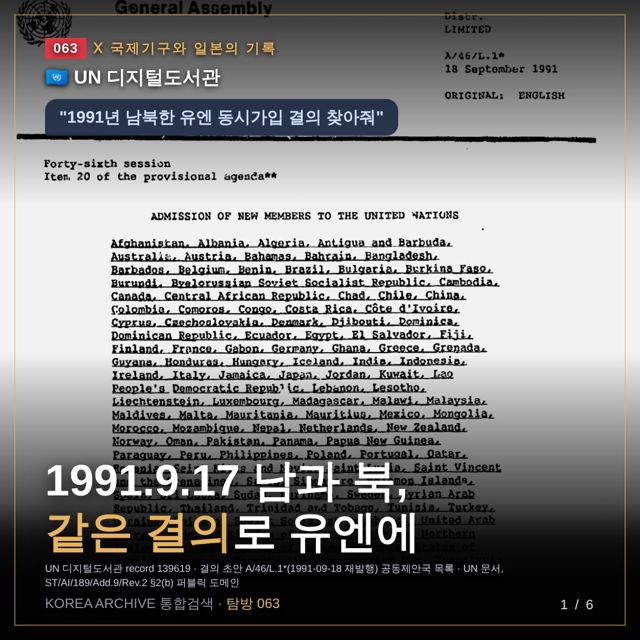 General Assembly
Distr.
LIMITED
A/46/L.1*
18 September 1991
ORIGINAL: ENGLISH
063 X 국제기구와 일본의 기록
UN 디지털도서관
"1991년 남북한 유엔 동시가입 결의 찾아줘"
Forty-sixth session
Item 20 of the provisional agenda**
ADMISSION OF NEW MEMBERS TO THE UNITED NATIONS
Afghanistan, Albania, Algeria, Antigua and Barbuda,
Australia, Austria, Bahamas, Bahrain, Bangladesh,
Barbados, Belgium, Benin, Brazil, Bulgaria, Burkina Faso,
Burundi, Byelorussian Soviet Socialist Republic, Cambodia,
Canada, Central African Republic, Chad, Chile, China,
Colombia, Comoros, Congo, Costa Rica, Côte d'Ivoire,
Cyprus, Czechoslovakia, Denmark, Djibouti, Dominica,
Dominican Republic, Ecuador, Egypt, El Salvador, Fiji,
Finland, France, Gabon, Germany, Ghana, Greece, Grenada,
Guyana, Honduras, Hungary, Iceland, India, Indonesia,
Ireland, Italy, Jamaica, Japan, Jordan, Kuwait, Lao
People's Democratic Republic, Lebanon, Lesotho,
Liechtenstein, Luxembourg, Madagascar, Malawi, Malaysia,
Maldives, Malta, Mauritania, Mauritius, Mexico, Mongolia,
Morocco, Mozambique, Nepal, Netherlands, New Zealand,
Norway, Oman, Pakistan, Panama, Papua New Guinea,
Paraguay, Peru, Philippines, Poland, Portugal, Qatar,
Saint Vincent
Syrian Arab
Republic, Thailand, Trinidad and Tobago, Tunisia, Turkey,
United Arab
Northern
1991.9.17 남과 북,
같은 결의로 유엔에
UN 디지털도서관 record 139619 · 결의 초안 A/46/L.1*(1991-09-18 재발행) 공동제안국 목록 · UN 문서,
ST/AI/189/Add.9/Rev.2 §2(b) 퍼블릭 도메인
KOREA ARCHIVE 통합검색 · 탐방 063
1 / 6